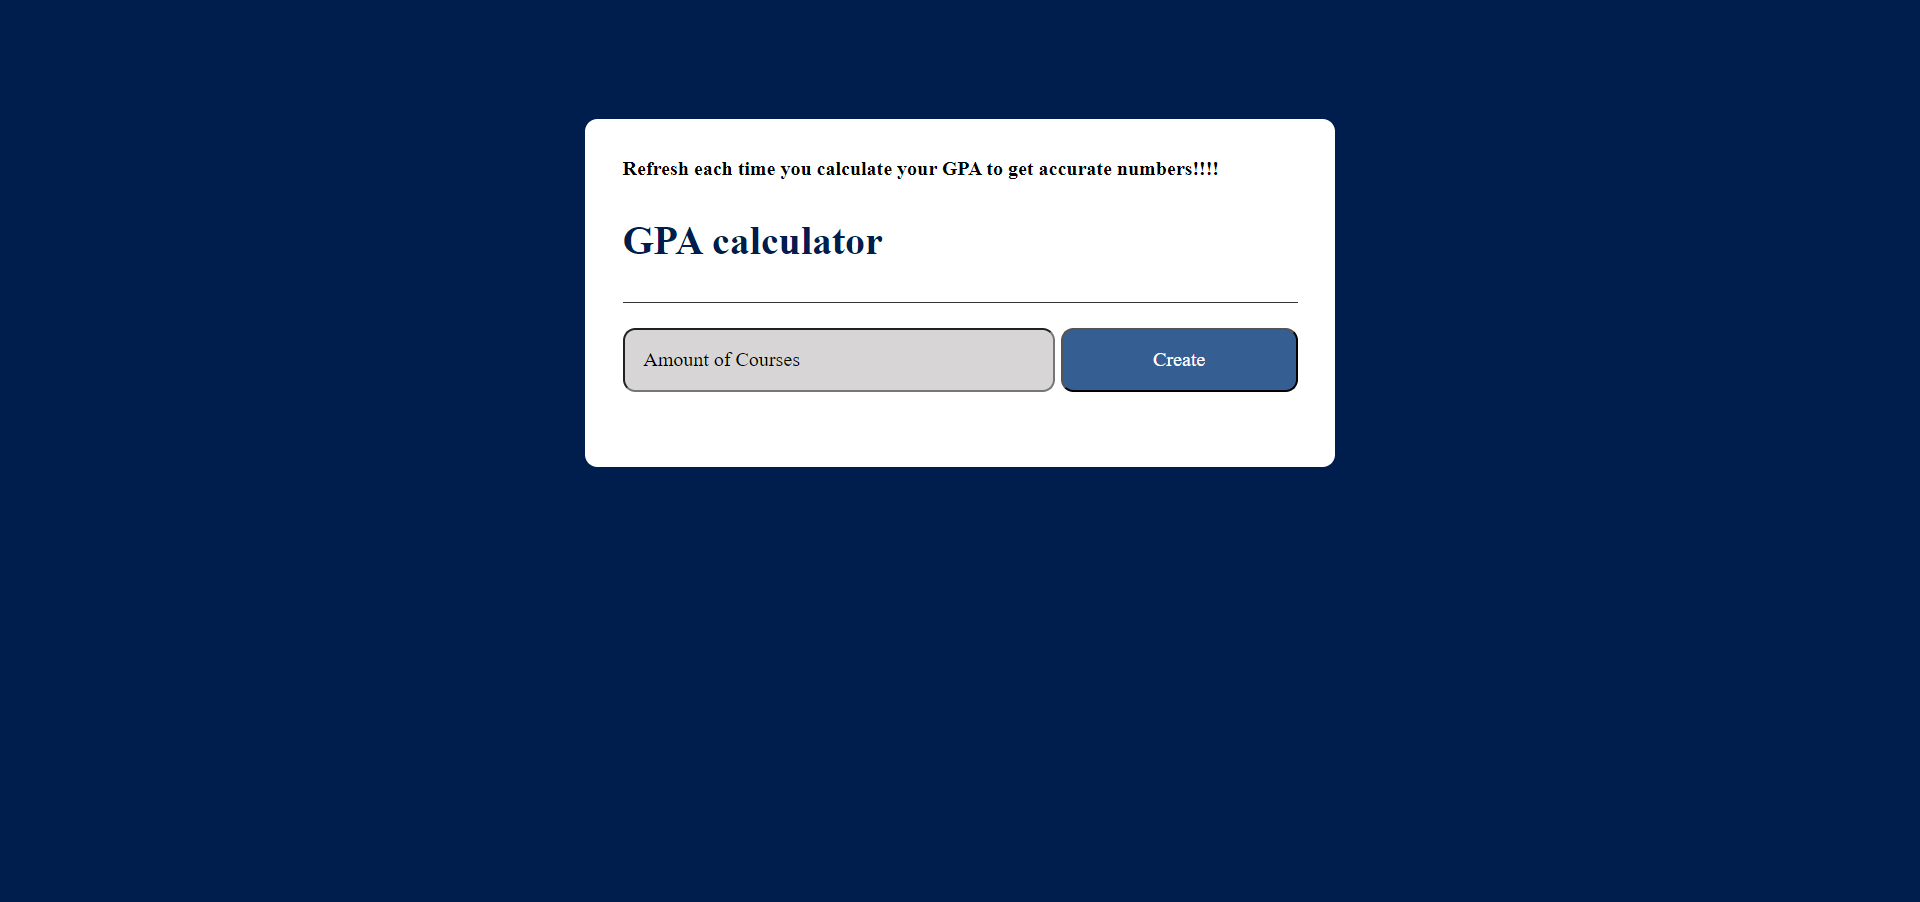 Refresh each time you calculate your GPA to get accurate numbers!!!!
GPA calculator
Amount of Courses
Create